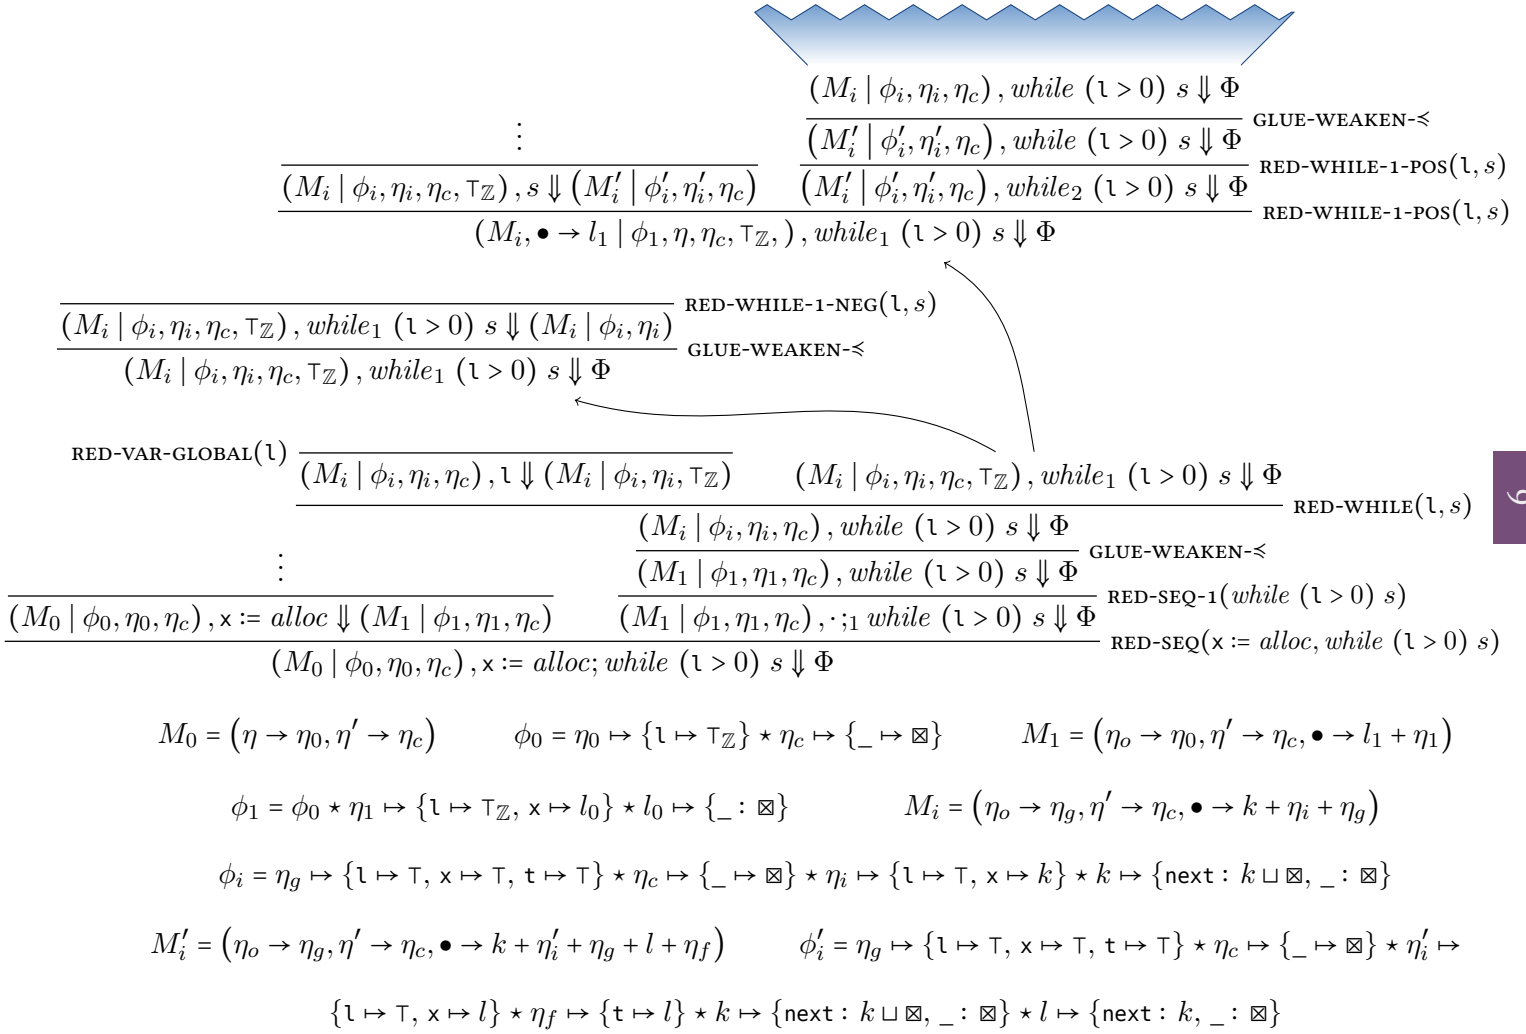 (M_i | ϕ_i, η_i, η_c), while (l > 0) s ⇓ Φ
GLUE-WEAKEN-≼
⋮
(M′_i | ϕ′_i, η′_i, η_c), while (l > 0) s ⇓ Φ
RED-WHILE-1-POS(l, s)
(M_i | ϕ_i, η_i, η_c, ⊤_ℤ), s ⇓ (M′_i | ϕ′_i, η′_i, η_c) (M′_i | ϕ′_i, η′_i, η_c), while_2 (l > 0) s ⇓ Φ
RED-WHILE-1-POS(l, s)
(M_i, • → l_1 | ϕ_1, η, η_c, ⊤_ℤ, ), while_1 (l > 0) s ⇓ Φ
RED-WHILE-1-NEG(l, s)
(M_i | ϕ_i, η_i, η_c, ⊤_ℤ), while_1 (l > 0) s ⇓ (M_i | ϕ_i, η_i)
GLUE-WEAKEN-≼
(M_i | ϕ_i, η_i, η_c, ⊤_ℤ), while_1 (l > 0) s ⇓ Φ
RED-VAR-GLOBAL(l)
(M_i | ϕ_i, η_i, η_c), l ⇓ (M_i | ϕ_i, η_i, ⊤_ℤ) (M_i | ϕ_i, η_i, η_c, ⊤_ℤ), while_1 (l > 0) s ⇓ Φ
RED-WHILE(l, s)
9
(M_i | ϕ_i, η_i, η_c), while (l > 0) s ⇓ Φ
GLUE-WEAKEN-≼
⋮
(M_1 | ϕ_1, η_1, η_c), while (l > 0) s ⇓ Φ
RED-SEQ-1(while (l > 0) s)
(M_0 | ϕ_0, η_0, η_c), x := alloc ⇓ (M_1 | ϕ_1, η_1, η_c) (M_1 | ϕ_1, η_1, η_c), ·;_1 while (l > 0) s ⇓ Φ
RED-SEQ(x := alloc, while (l > 0) s)
(M_0 | ϕ_0, η_0, η_c), x := alloc; while (l > 0) s ⇓ Φ
M_0 = (η → η_0, η′ → η_c) ϕ_0 = η_0 ↦ {l ↦ ⊤_ℤ} ⋆ η_c ↦ {_ ↦ ⊠} M_1 = (η_o → η_0, η′ → η_c, • → l_1 + η_1)
ϕ_1 = ϕ_0 ⋆ η_1 ↦ {l ↦ ⊤_ℤ, x ↦ l_0} ⋆ l_0 ↦ {_ : ⊠} M_i = (η_o → η_g, η′ → η_c, • → k + η_i + η_g)
ϕ_i = η_g ↦ {l ↦ ⊤, x ↦ ⊤, t ↦ ⊤} ⋆ η_c ↦ {_ ↦ ⊠} ⋆ η_i ↦ {l ↦ ⊤, x ↦ k} ⋆ k ↦ {next : k ⊔ ⊠, _ : ⊠}
M′_i = (η_o → η_g, η′ → η_c, • → k + η′_i + η_g + l + η_f) ϕ′_i = η_g ↦ {l ↦ ⊤, x ↦ ⊤, t ↦ ⊤} ⋆ η_c ↦ {_ ↦ ⊠} ⋆ η′_i ↦
{l ↦ ⊤, x ↦ l} ⋆ η_f ↦ {t ↦ l} ⋆ k ↦ {next : k ⊔ ⊠, _ : ⊠} ⋆ l ↦ {next : k, _ : ⊠}